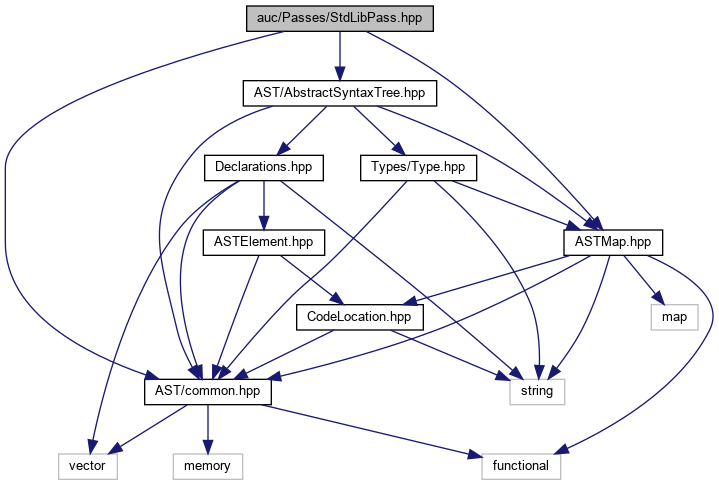 auc/Passes/StdLibPass.hpp
AST/AbstractSyntaxTree.hpp
Declarations.hpp
Types/Type.hpp
ASTElement.hpp
ASTMap.hpp
CodeLocation.hpp
map
AST/common.hpp
string
vector
memory
functional